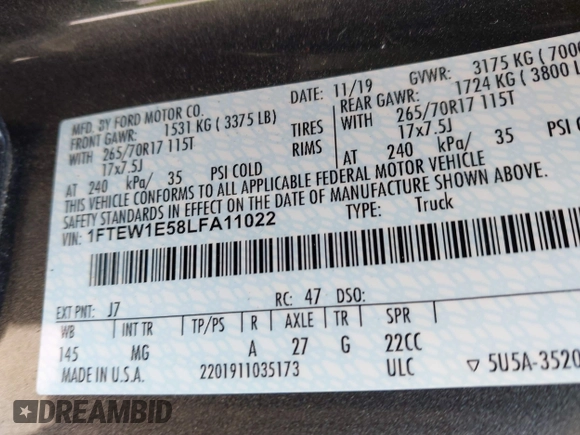 MFD. BY FORD MOTOR CO.
DATE: 11/19
GVWR: 3175 KG ( 7000
FRONT GAWR: 1531 KG ( 3375 LB)
REAR GAWR: 1724 KG ( 3800
WITH 265/70R17 115T TIRES WITH 265/70R17 115T
17x7.5J RIMS 17x7.5J
AT 240 kPa/ 35 PSI COLD AT 240 kPa/ 35 PSI COLD
THIS VEHICLE CONFORMS TO ALL APPLICABLE FEDERAL MOTOR VEHICLE
SAFETY STANDARDS IN EFFECT ON THE DATE OF MANUFACTURE SHOWN ABOVE.
VIN: 1FTEW1E58LFA11022 TYPE: Truck
EXT PNT: J7 RC: 47 DSO:
WB INT TR TP/PS R AXLE TR SPR
145 MG A 27 G 22CC
MADE IN U.S.A. 2201911035173 ULC ▽ 5U5A-3520
DREAMBID